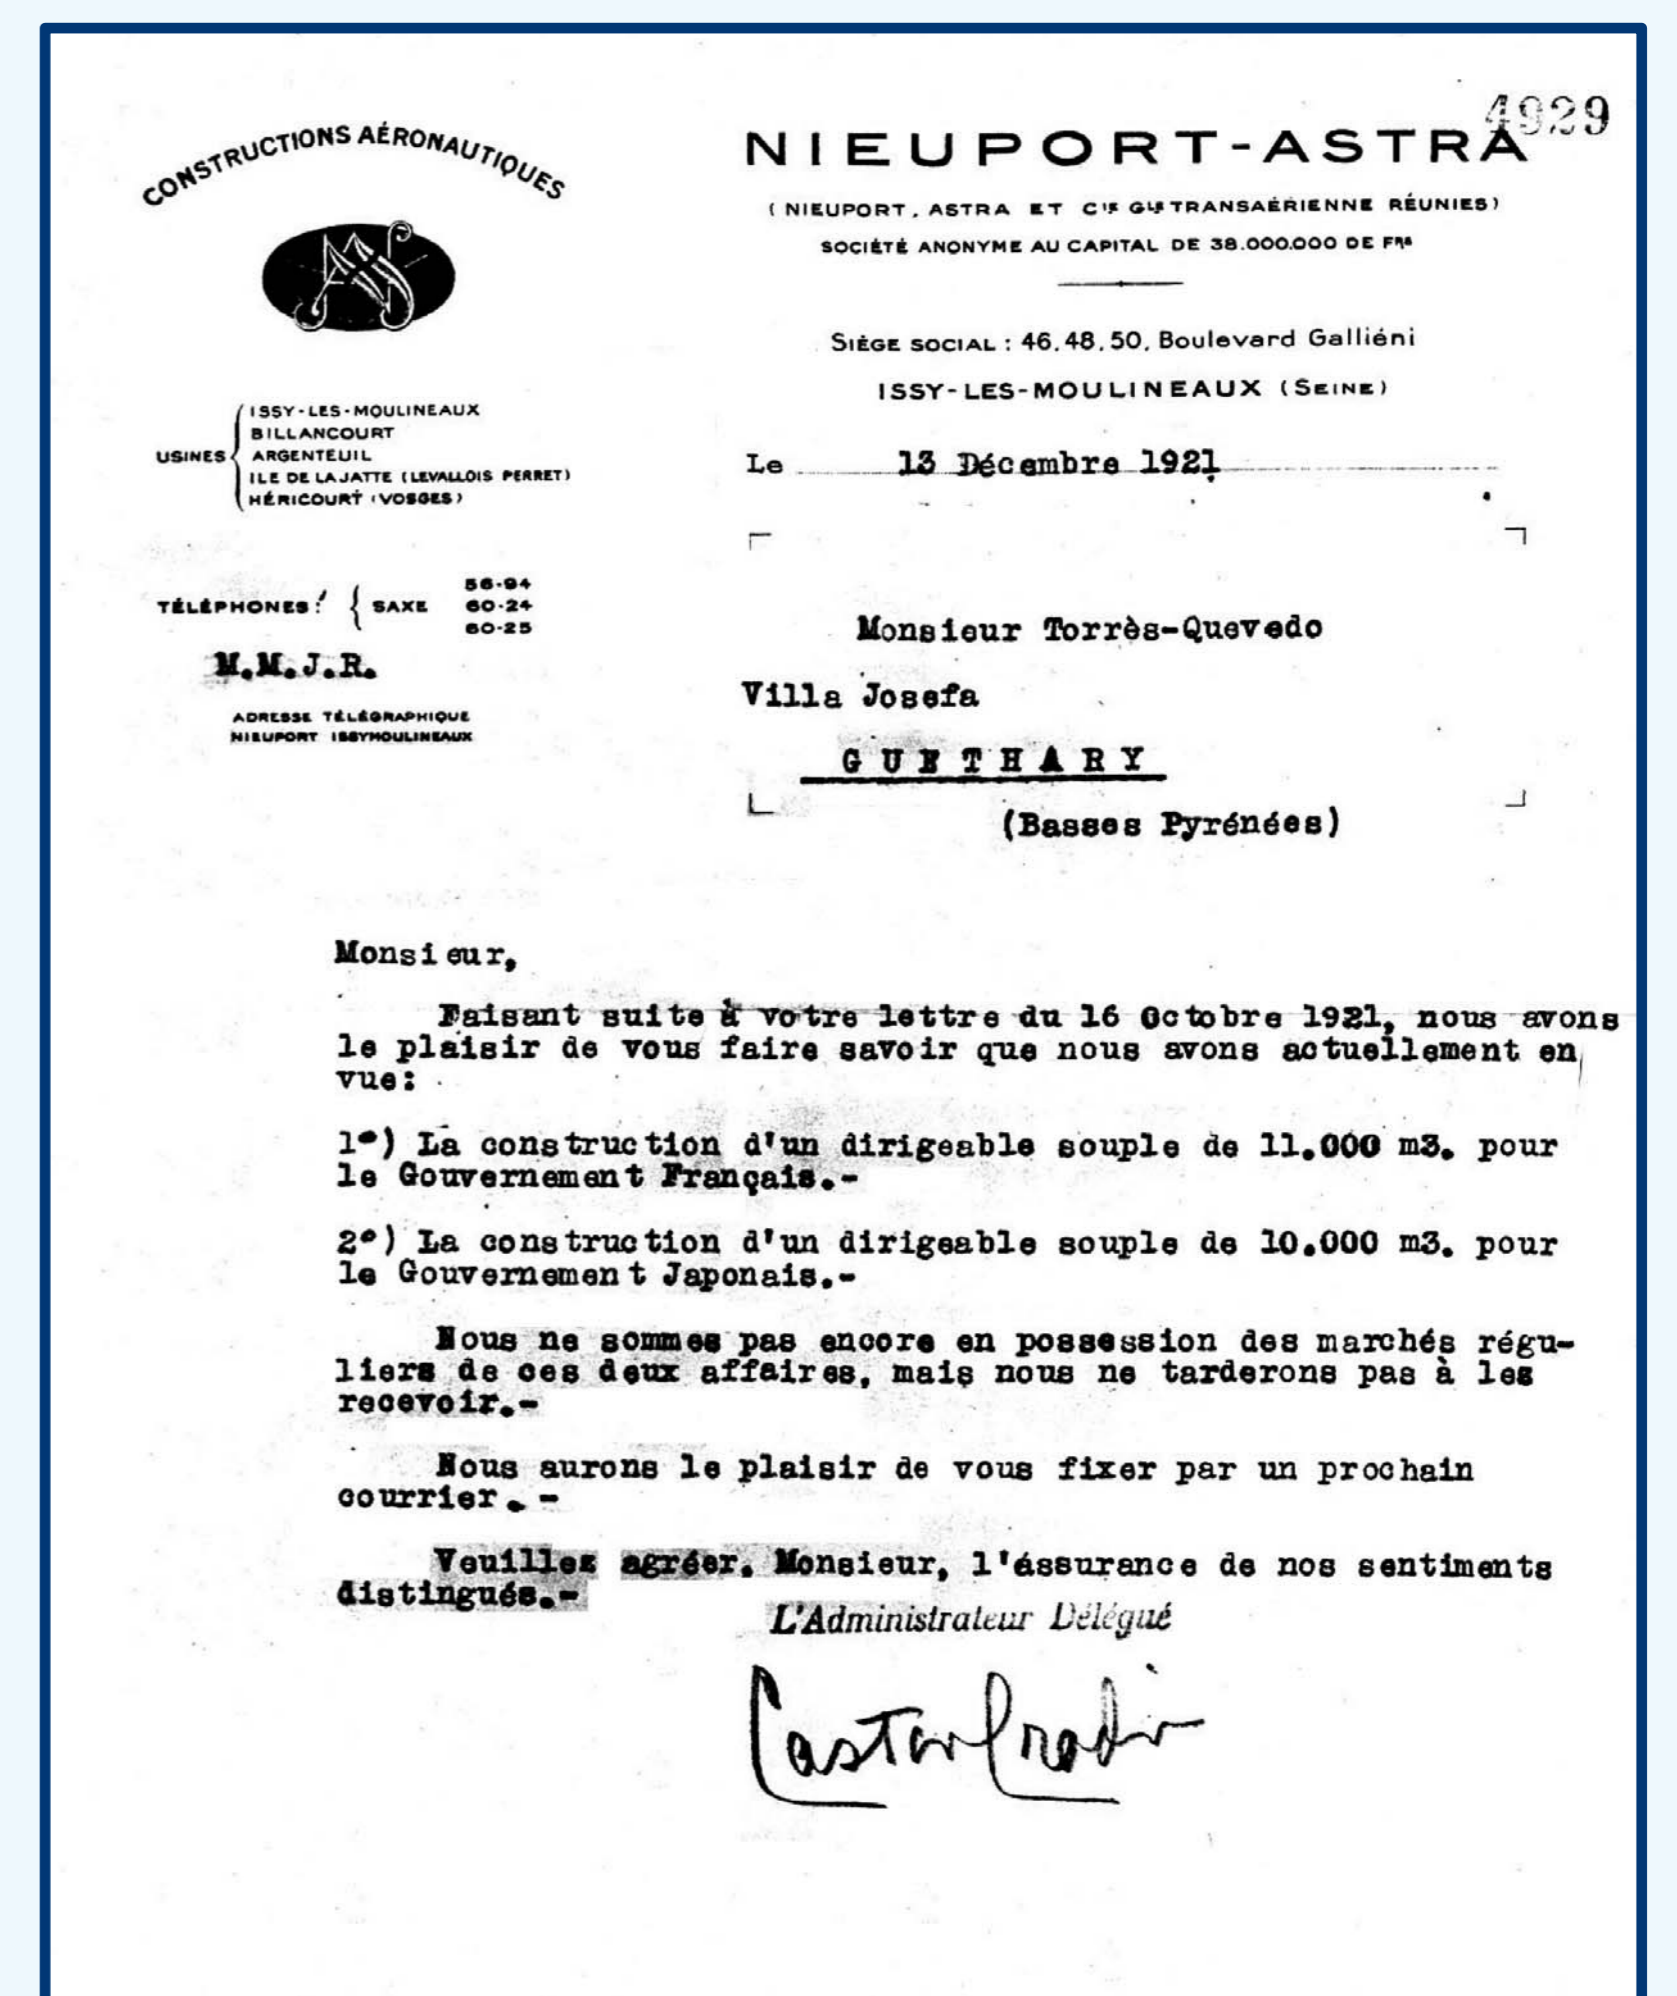 4929
CONSTRUCTIONS AÉRONAUTIQUES
NIEUPORT-ASTRA
(NIEUPORT, ASTRA ET Cie Gle TRANSAÉRIENNE RÉUNIES)
SOCIÉTÉ ANONYME AU CAPITAL DE 38.000.000 DE FRs
SIÈGE SOCIAL : 46.48.50, Boulevard Galliéni
ISSY-LES-MOULINEAUX (SEINE)
USINES
ISSY-LES-MOULINEAUX
BILLANCOURT
ARGENTEUIL
ILE DE LA JATTE (LEVALLOIS PERRET)
HÉRICOURT (VOSGES)
Le 13 Décembre 1921
TÉLÉPHONES : SAXE
56-94
60-24
60-25
M.M.J.R.
ADRESSE TÉLÉGRAPHIQUE
NIEUPORT ISSYMOULINEAUX
Monsieur Torrès-Quevedo
Villa Josefa
GUETHARY
(Basses Pyrénées)
Monsieur,
Faisant suite à votre lettre du 16 Octobre 1921, nous avons
le plaisir de vous faire savoir que nous avons actuellement en
vue:
1°) La construction d'un dirigeable souple de 11.000 m3. pour
le Gouvernement Français.-
2°) La construction d'un dirigeable souple de 10.000 m3. pour
le Gouvernement Japonais.-
Nous ne sommes pas encore en possession des marchés régu-
liers de ces deux affaires, mais nous ne tarderons pas à les
recevoir.-
Nous aurons le plaisir de vous fixer par un prochain
courrier.-
Veuillez agréer, Monsieur, l'assurance de nos sentiments
distingués.-
L'Administrateur Délégué